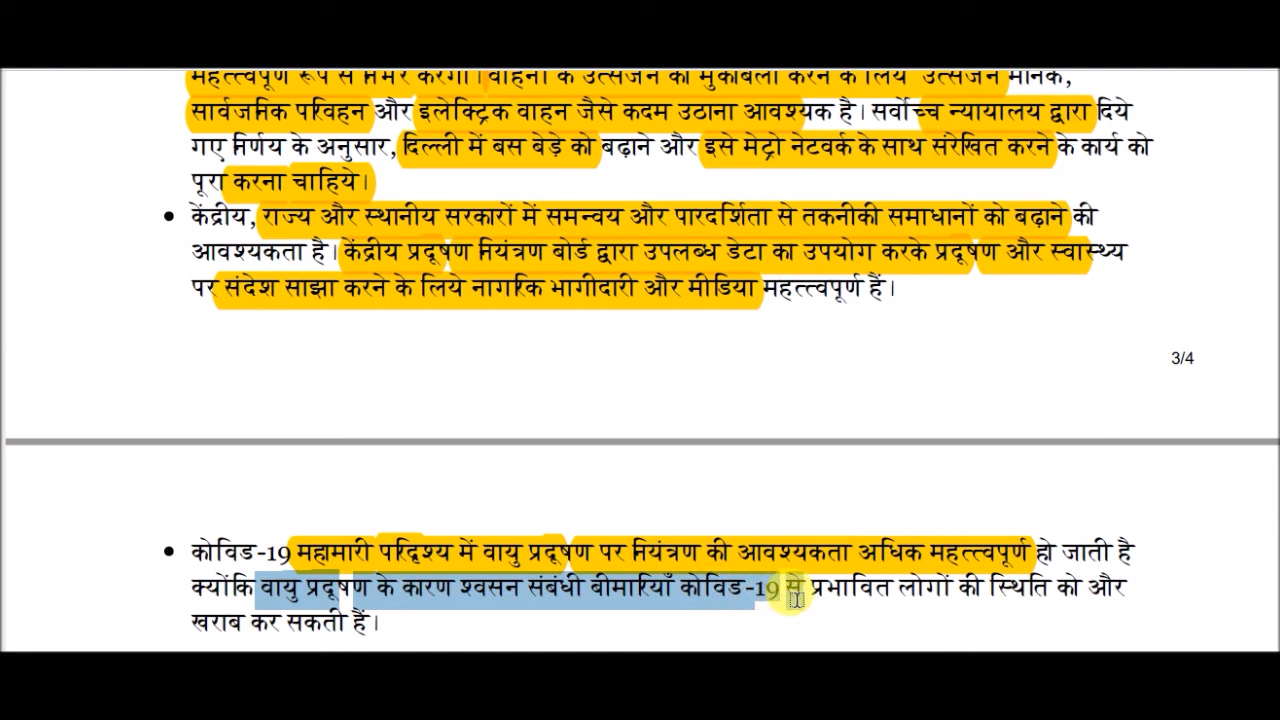 महत्त्वपूर्ण रूप से निर्भर करेगी। वाहनों के उत्सर्जन का मुकाबला करने के लिये उत्सर्जन मानक,
सार्वजनिक परिवहन और इलेक्ट्रिक वाहन जैसे कदम उठाना आवश्यक है। सर्वोच्च न्यायालय द्वारा दिये
गए निर्णय के अनुसार, दिल्ली में बस बेड़े को बढ़ाने और इसे मेट्रो नेटवर्क के साथ संरेखित करने के कार्य को
पूरा करना चाहिये।
• केंद्रीय, राज्य और स्थानीय सरकारों में समन्वय और पारदर्शिता से तकनीकी समाधानों को बढ़ाने की
आवश्यकता है। केंद्रीय प्रदूषण नियंत्रण बोर्ड द्वारा उपलब्ध डेटा का उपयोग करके प्रदूषण और स्वास्थ्य
पर संदेश साझा करने के लिये नागरिक भागीदारी और मीडिया महत्त्वपूर्ण हैं।
3/4
• कोविड-19 महामारी परिदृश्य में वायु प्रदूषण पर नियंत्रण की आवश्यकता अधिक महत्त्वपूर्ण हो जाती है
क्योंकि वायु प्रदूषण के कारण श्वसन संबंधी बीमारियाँ कोविड-19 से प्रभावित लोगों की स्थिति को और
खराब कर सकती हैं।